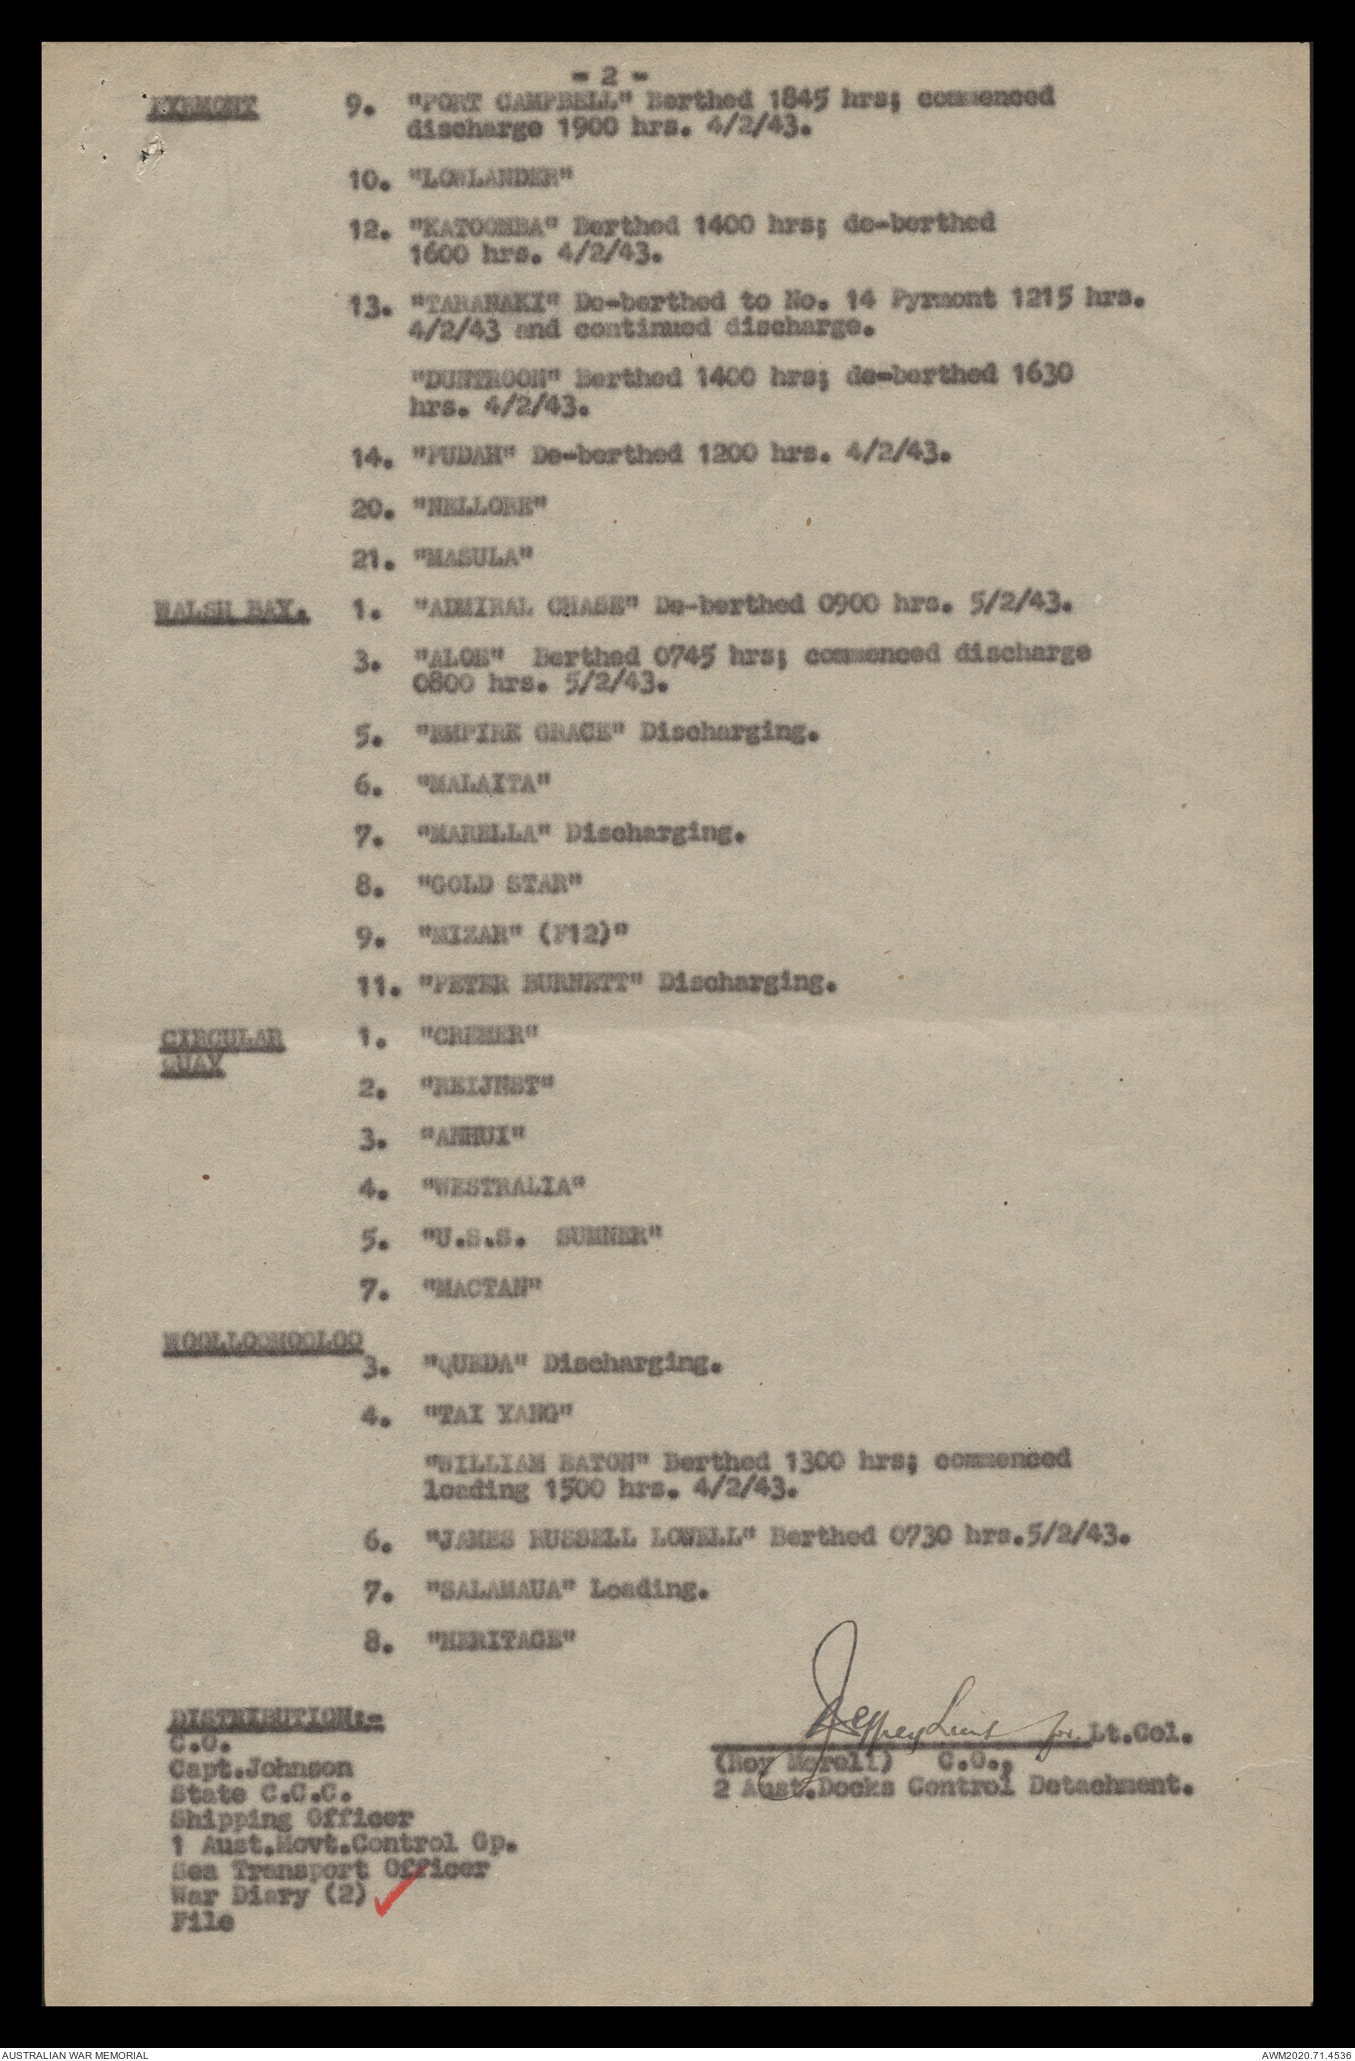 - 2 -
PYRMONT 9. "PORT CAMPBELL" Berthed 1845 hrs; commenced
discharge 1900 hrs. 4/2/43.
10. "LOWLANDER"
12. "KATOOMBA" Berthed 1400 hrs; de-berthed
1600 hrs. 4/2/43.
13. "TARANAKI" De-berthed to No. 14 Pyrmont 1215 hrs.
4/2/43 and continued discharge.
"DUNTROON" Berthed 1400 hrs; de-berthed 1630
hrs. 4/2/43.
14. "PUDAH" De-berthed 1200 hrs. 4/2/43.
20. "NELLORE"
21. "MASULA"
WALSH BAY. 1. "ADMIRAL CHASE" De-berthed 0900 hrs. 5/2/43.
3. "ALOE" Berthed 0745 hrs; commenced discharge
0800 hrs. 5/2/43.
5. "EMPIRE GRACE" Discharging.
6. "MALAITA"
7. "MARELLA" Discharging.
8. "GOLD STAR"
9. "MIZAR" (F12)"
11. "PETER BURNETT" Discharging.
CIRCULAR 1. "CREMER"
QUAY
2. "REIJNST"
3. "ANHUI"
4. "WESTRALIA"
5. "U.S.S. SUMNER"
7. "MACTAN"
WOOLLOOMOOLOO
3. "QUEDA" Discharging.
4. "TAI YANG"
"WILLIAM EATON" Berthed 1300 hrs; commenced
loading 1500 hrs. 4/2/43.
6. "JAMES RUSSELL LOWELL" Berthed 0730 hrs.5/2/43.
7. "SALAMAUA" Loading.
8. "HERITAGE"
for Lt.Col.
(Roy Morell) C.O.,
2 Aust.Docks Control Detachment.
DISTRIBUTION:-
C.O.
Capt.Johnson
State C.C.C.
Shipping Officer
1 Aust.Movt.Control Gp.
Sea Transport Officer
War Diary (2)
File
AUSTRALIAN WAR MEMORIAL
AWM2020.71.4536